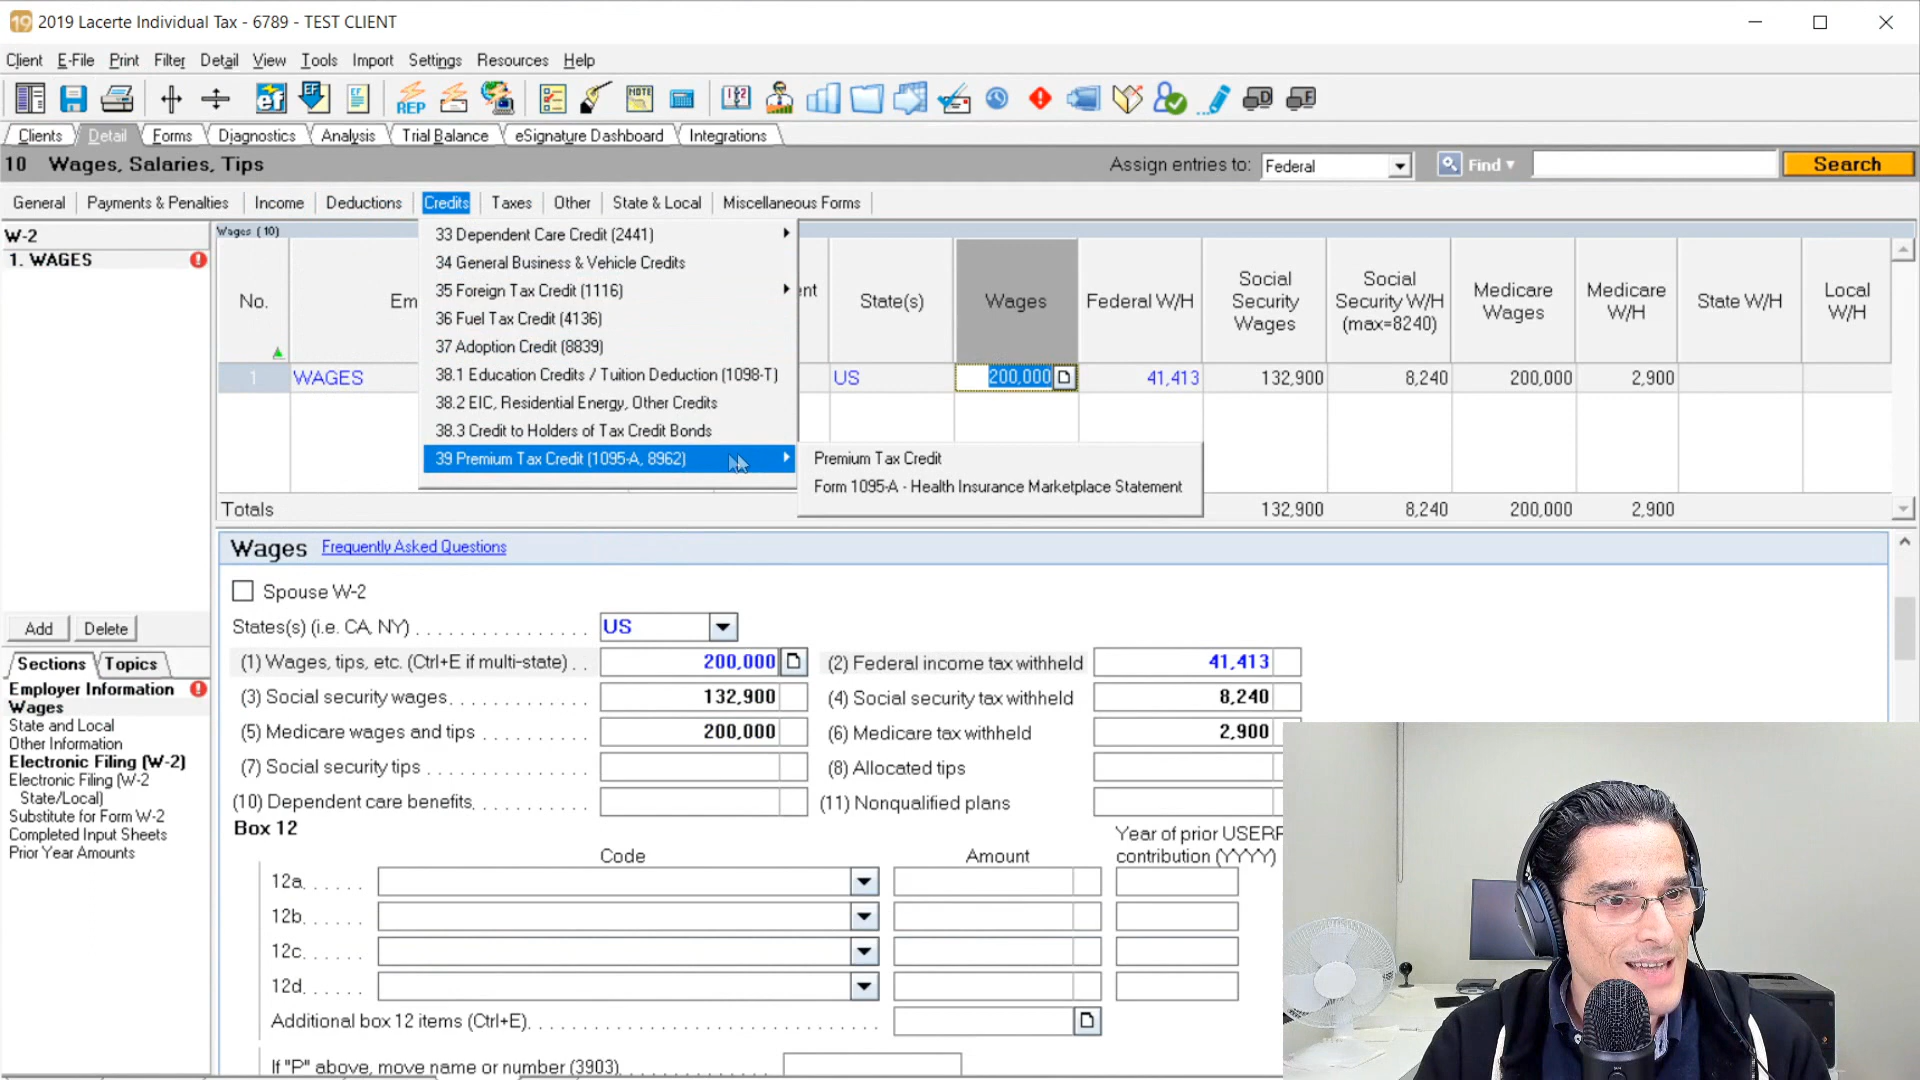 19 2019 Lacerte Individual Tax - 6789 - TEST CLIENT
Client E-File Print Filter Detail View Tools Import Settings Resources Help
Clients Detail Forms Diagnostics Analysis Trial Balance eSignature Dashboard Integrations
10 Wages, Salaries, Tips Assign entries to: Federal Find Search
General Payments & Penalties Income Deductions Credits Taxes Other State & Local Miscellaneous Forms
W-2
1. WAGES
Wages (10)
33 Dependent Care Credit (2441)
34 General Business & Vehicle Credits
35 Foreign Tax Credit (1116)
36 Fuel Tax Credit (4136)
37 Adoption Credit (8839)
38.1 Education Credits / Tuition Deduction (1098-T)
38.2 EIC, Residential Energy, Other Credits
38.3 Credit to Holders of Tax Credit Bonds
39 Premium Tax Credit (1095-A, 8962)
Premium Tax Credit
Form 1095-A - Health Insurance Marketplace Statement
No. Em nt State(s) Wages Federal W/H Social Security Wages Social Security W/H (max=8240) Medicare Wages Medicare W/H State W/H Local W/H
1 WAGES US 200,000 41,413 132,900 8,240 200,000 2,900
Totals 132,900 8,240 200,000 2,900
Wages Frequently Asked Questions
Spouse W-2
States(s) (i.e. CA, NY) . . . . . . . . . . . . . . . . US
(1) Wages, tips, etc. (Ctrl+E if multi-state) . . 200,000 (2) Federal income tax withheld 41,413
(3) Social security wages. . . . . . . . . . . . . 132,900 (4) Social security tax withheld 8,240
(5) Medicare wages and tips . . . . . . . . . . 200,000 (6) Medicare tax withheld 2,900
(7) Social security tips . . . . . . . . . . . . . . . (8) Allocated tips
(10) Dependent care benefits. . . . . . . . . . . (11) Nonqualified plans
Box 12
Code Amount Year of prior USERR contribution (YYYY)
12a. . . . . .
12b. . . . . .
12c. . . . . .
12d. . . . . .
Additional box 12 items (Ctrl+E). . . . . . . . . . . . . . . . . . . . . . . . . . . . . . . .
If "P" above, move name or number (3903)
Add Delete
Sections Topics
Employer Information
Wages
State and Local
Other Information
Electronic Filing (W-2)
Electronic Filing (W-2
State/Local)
Substitute for Form W-2
Completed Input Sheets
Prior Year Amounts